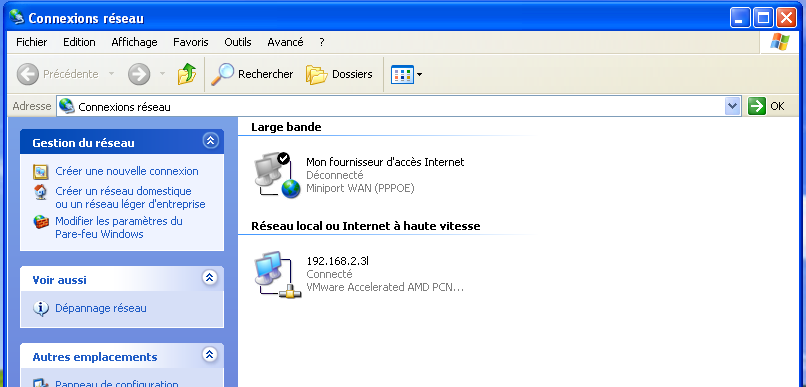 Connexions réseau
Fichier Edition Affichage Favoris Outils Avancé ?
Précédente Rechercher Dossiers
Adresse Connexions réseau OK
Gestion du réseau
Créer une nouvelle connexion
Créer un réseau domestique
ou un réseau léger d'entreprise
Modifier les paramètres du
Pare-feu Windows
Voir aussi
Dépannage réseau
Autres emplacements
Panneau de configuration
Large bande
Mon fournisseur d'accès Internet
Déconnecté
Miniport WAN (PPPOE)
Réseau local ou Internet à haute vitesse
192.168.2.3l
Connecté
VMware Accelerated AMD PCN...